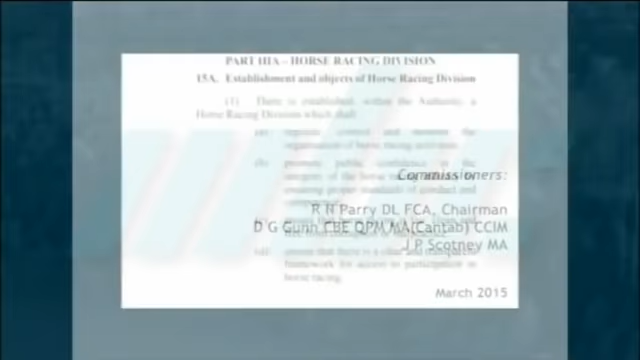 PART IIIA – HORSE RACING DIVISION
15A. Establishment and objects of Horse Racing Division
(1) There is established, within the Authority, a
Horse Racing Division which shall
(a) regulate, control and
organisation of horse racing
(b) promote public confidence in the
integrity of the horse
ensuring proper standards of conduct and
Commissioners:
R N Parry DL FCA, Chairman
D G Gunn CBE QPM MA(Cantab) CCIM
J P Scotney MA
(d) ensure that there is a clear and transparent
framework for access to participation in
horse racing.
March 2015